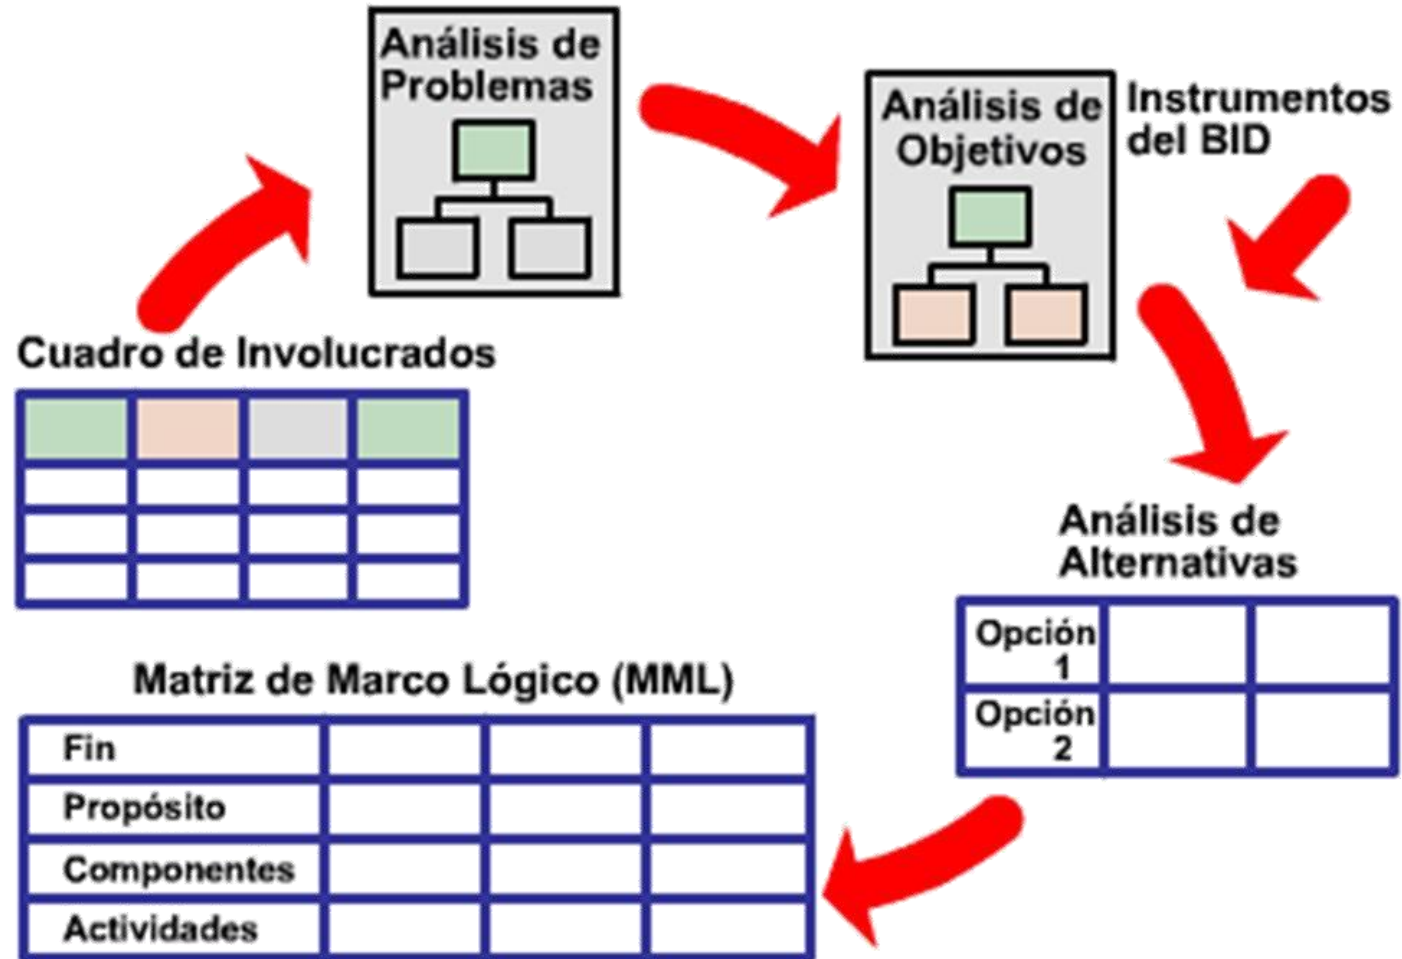 Análisis de
Problemas
Análisis de
Objetivos
Instrumentos
del BID
Cuadro de Involucrados
Análisis de
Alternativas
Opción
1
Opción
2
Matriz de Marco Lógico (MML)
Fin
Propósito
Componentes
Actividades